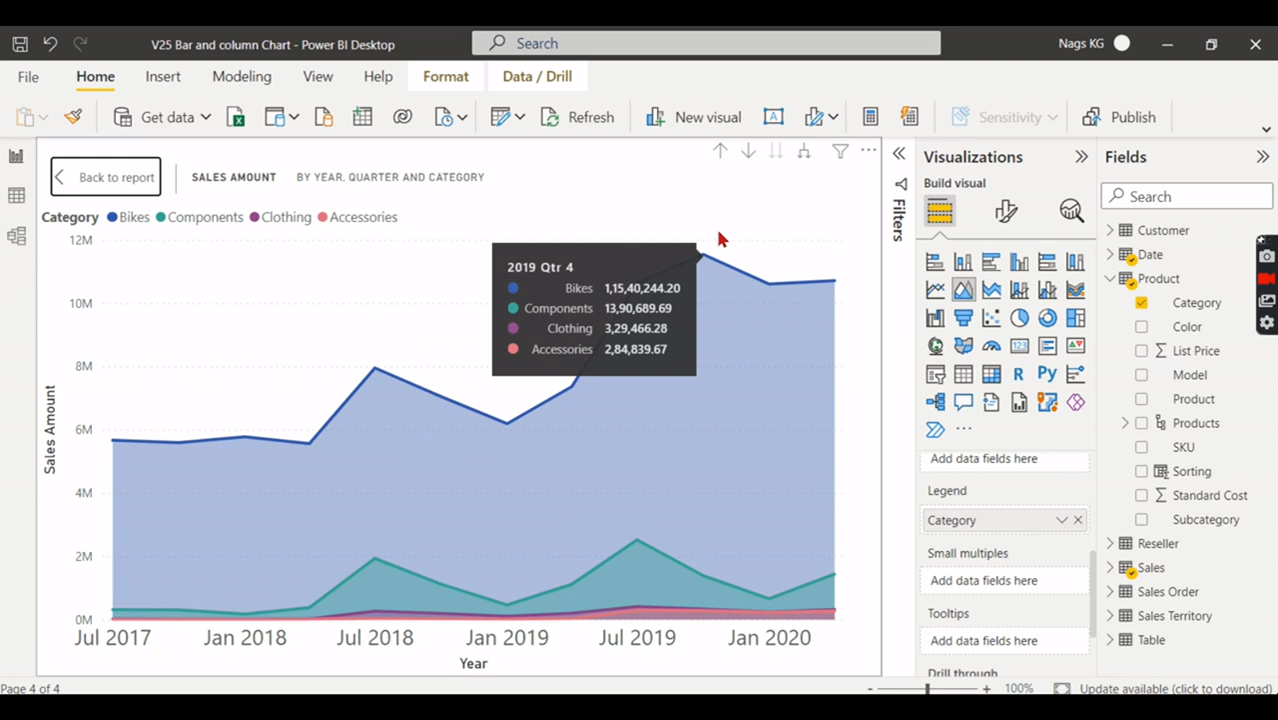 V25 Bar and column Chart - Power BI Desktop
Search
Nags KG
File
Home
Insert
Modeling
View
Help
Format
Data / Drill
Get data
Refresh
New visual
Sensitivity
Publish
Back to report
SALES AMOUNT
BY YEAR, QUARTER AND CATEGORY
Category Bikes Components Clothing Accessories
12M
10M
8M
6M
4M
2M
0M
Sales Amount
2019 Qtr 4
Bikes 1,15,40,244.20
Components 13,90,689.69
Clothing 3,29,466.28
Accessories 2,84,839.67
Jul 2017 Jan 2018 Jul 2018 Jan 2019 Jul 2019 Jan 2020
Year
Filters
Visualizations
Build visual
123
R
Py
Add data fields here
Legend
Category
Small multiples
Add data fields here
Tooltips
Add data fields here
Drill through
Fields
Search
Customer
Date
Product
Category
Color
List Price
Model
Product
Products
SKU
Sorting
Standard Cost
Subcategory
Reseller
Sales
Sales Order
Sales Territory
Table
Page 4 of 4
100%
Update available (click to download)